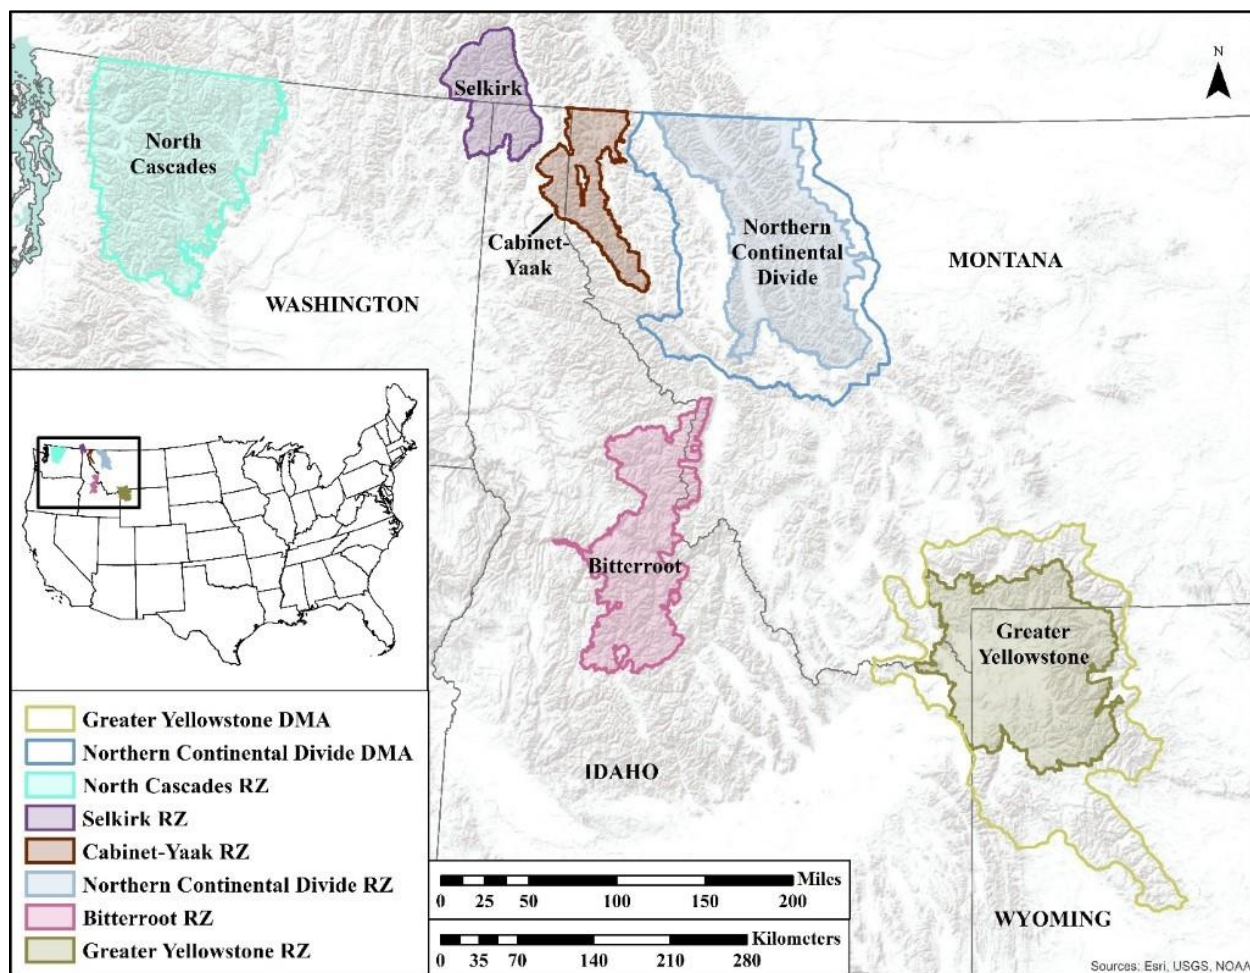 N
Selkirk
North
Cascades
Cabinet-
Yaak
Northern
Continental
Divide
MONTANA
WASHINGTON
Bitterroot
Greater
Yellowstone
IDAHO
WYOMING
Greater Yellowstone DMA
Northern Continental Divide DMA
North Cascades RZ
Selkirk RZ
Cabinet-Yaak RZ
Northern Continental Divide RZ
Bitterroot RZ
Greater Yellowstone RZ
Miles
0 25 50 100 150 200
Kilometers
0 35 70 140 210 280
Sources: Esri, USGS, NOAA